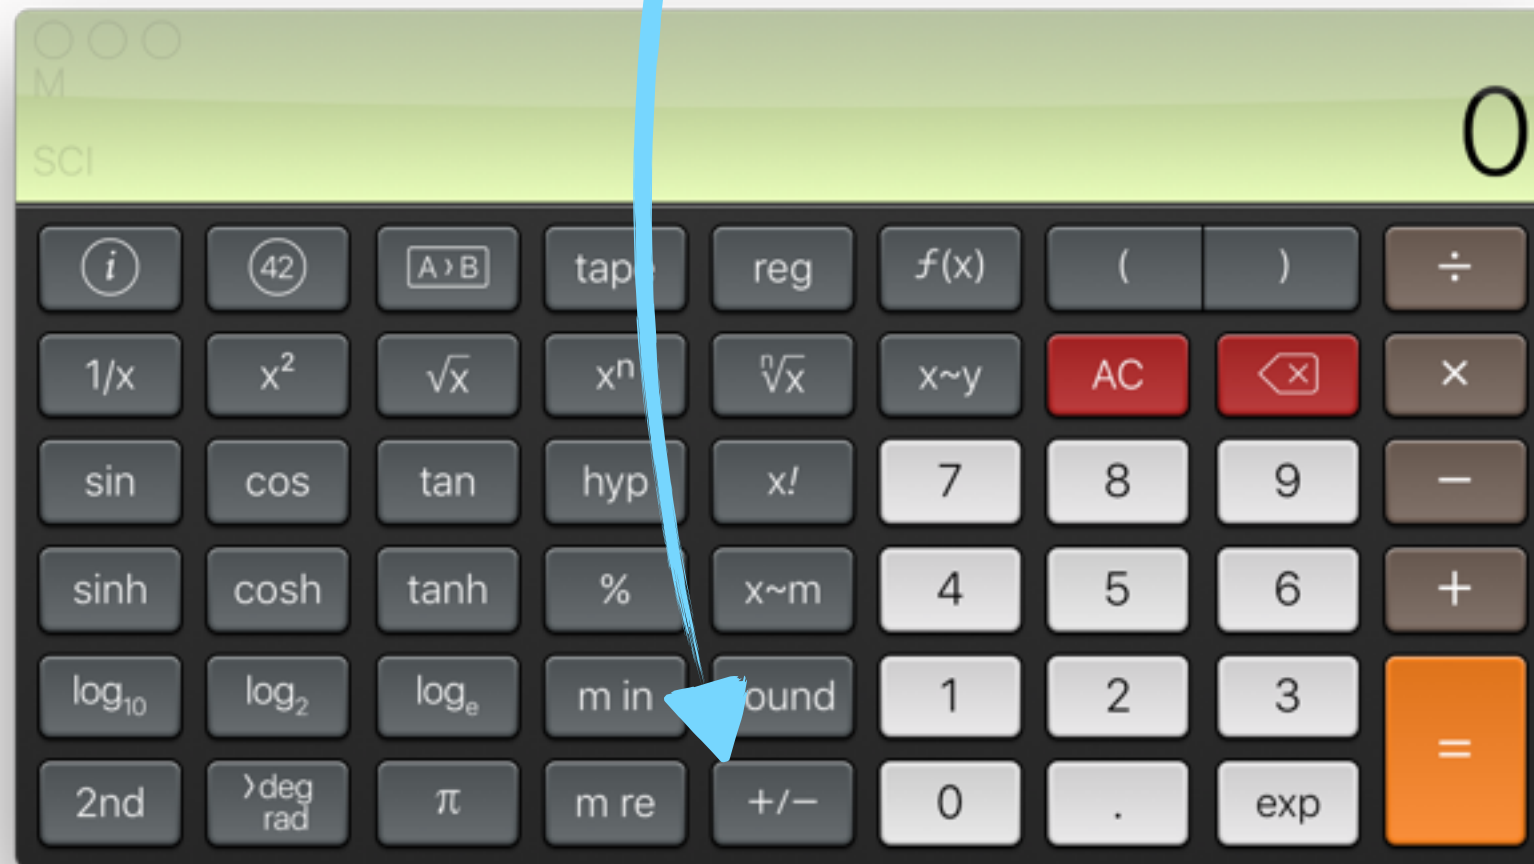 M
0
SCI
i 42 A›B tape reg f(x) ( ) ÷
1/x x² √x xⁿ ⁿ√x x~y AC ×
sin cos tan hyp x! 7 8 9 −
sinh cosh tanh % x~m 4 5 6 +
log₁₀ log₂ logₑ m in ound 1 2 3
2nd ›deg rad π m re +/− 0 . exp =